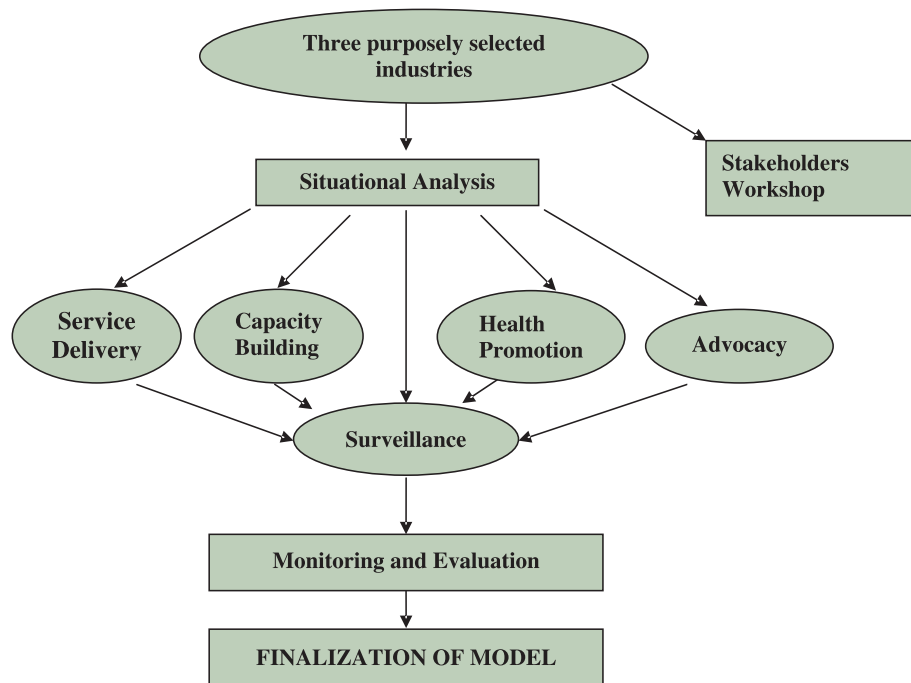 Three purposely selected
industries
Stakeholders
Workshop
Situational Analysis
Service
Delivery
Capacity
Building
Health
Promotion
Advocacy
Surveillance
Monitoring and Evaluation
FINALIZATION OF MODEL